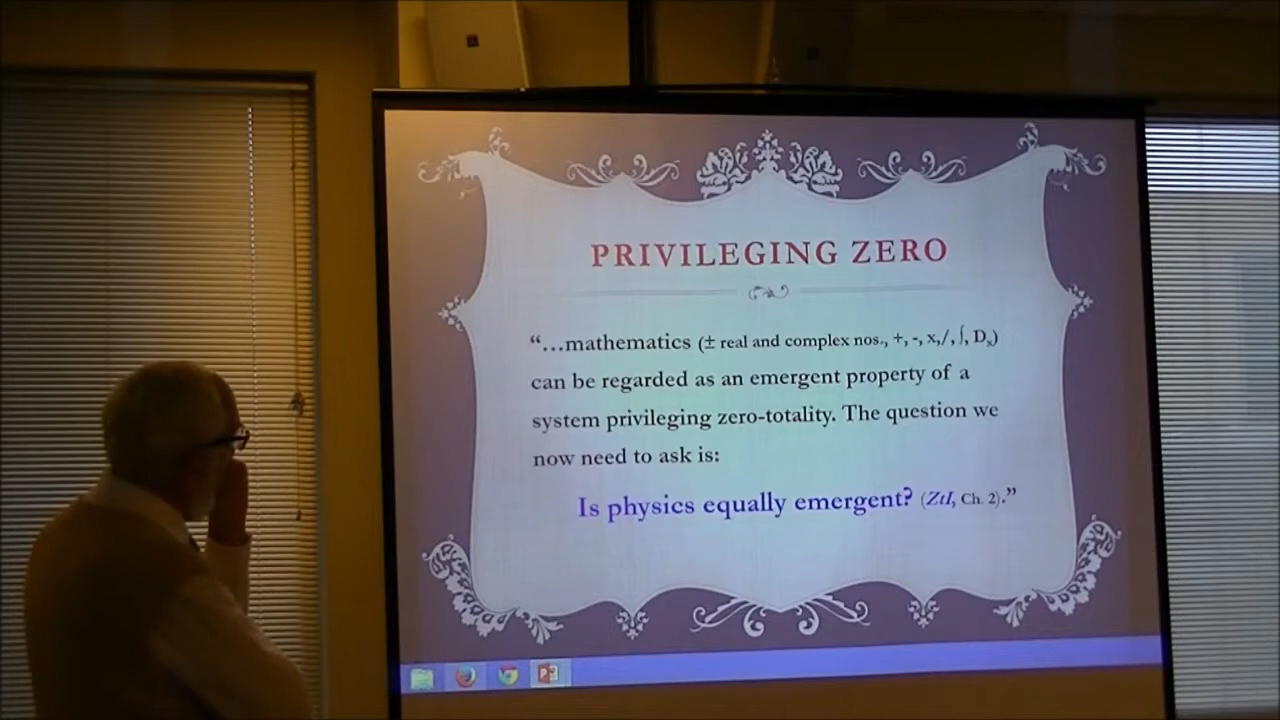 PRIVILEGING ZERO
“…mathematics (± real and complex nos., +, -, x,/, ∫, Dx)
can be regarded as an emergent property of a
system privileging zero-totality. The question we
now need to ask is:
Is physics equally emergent? (ZtI, Ch. 2).”